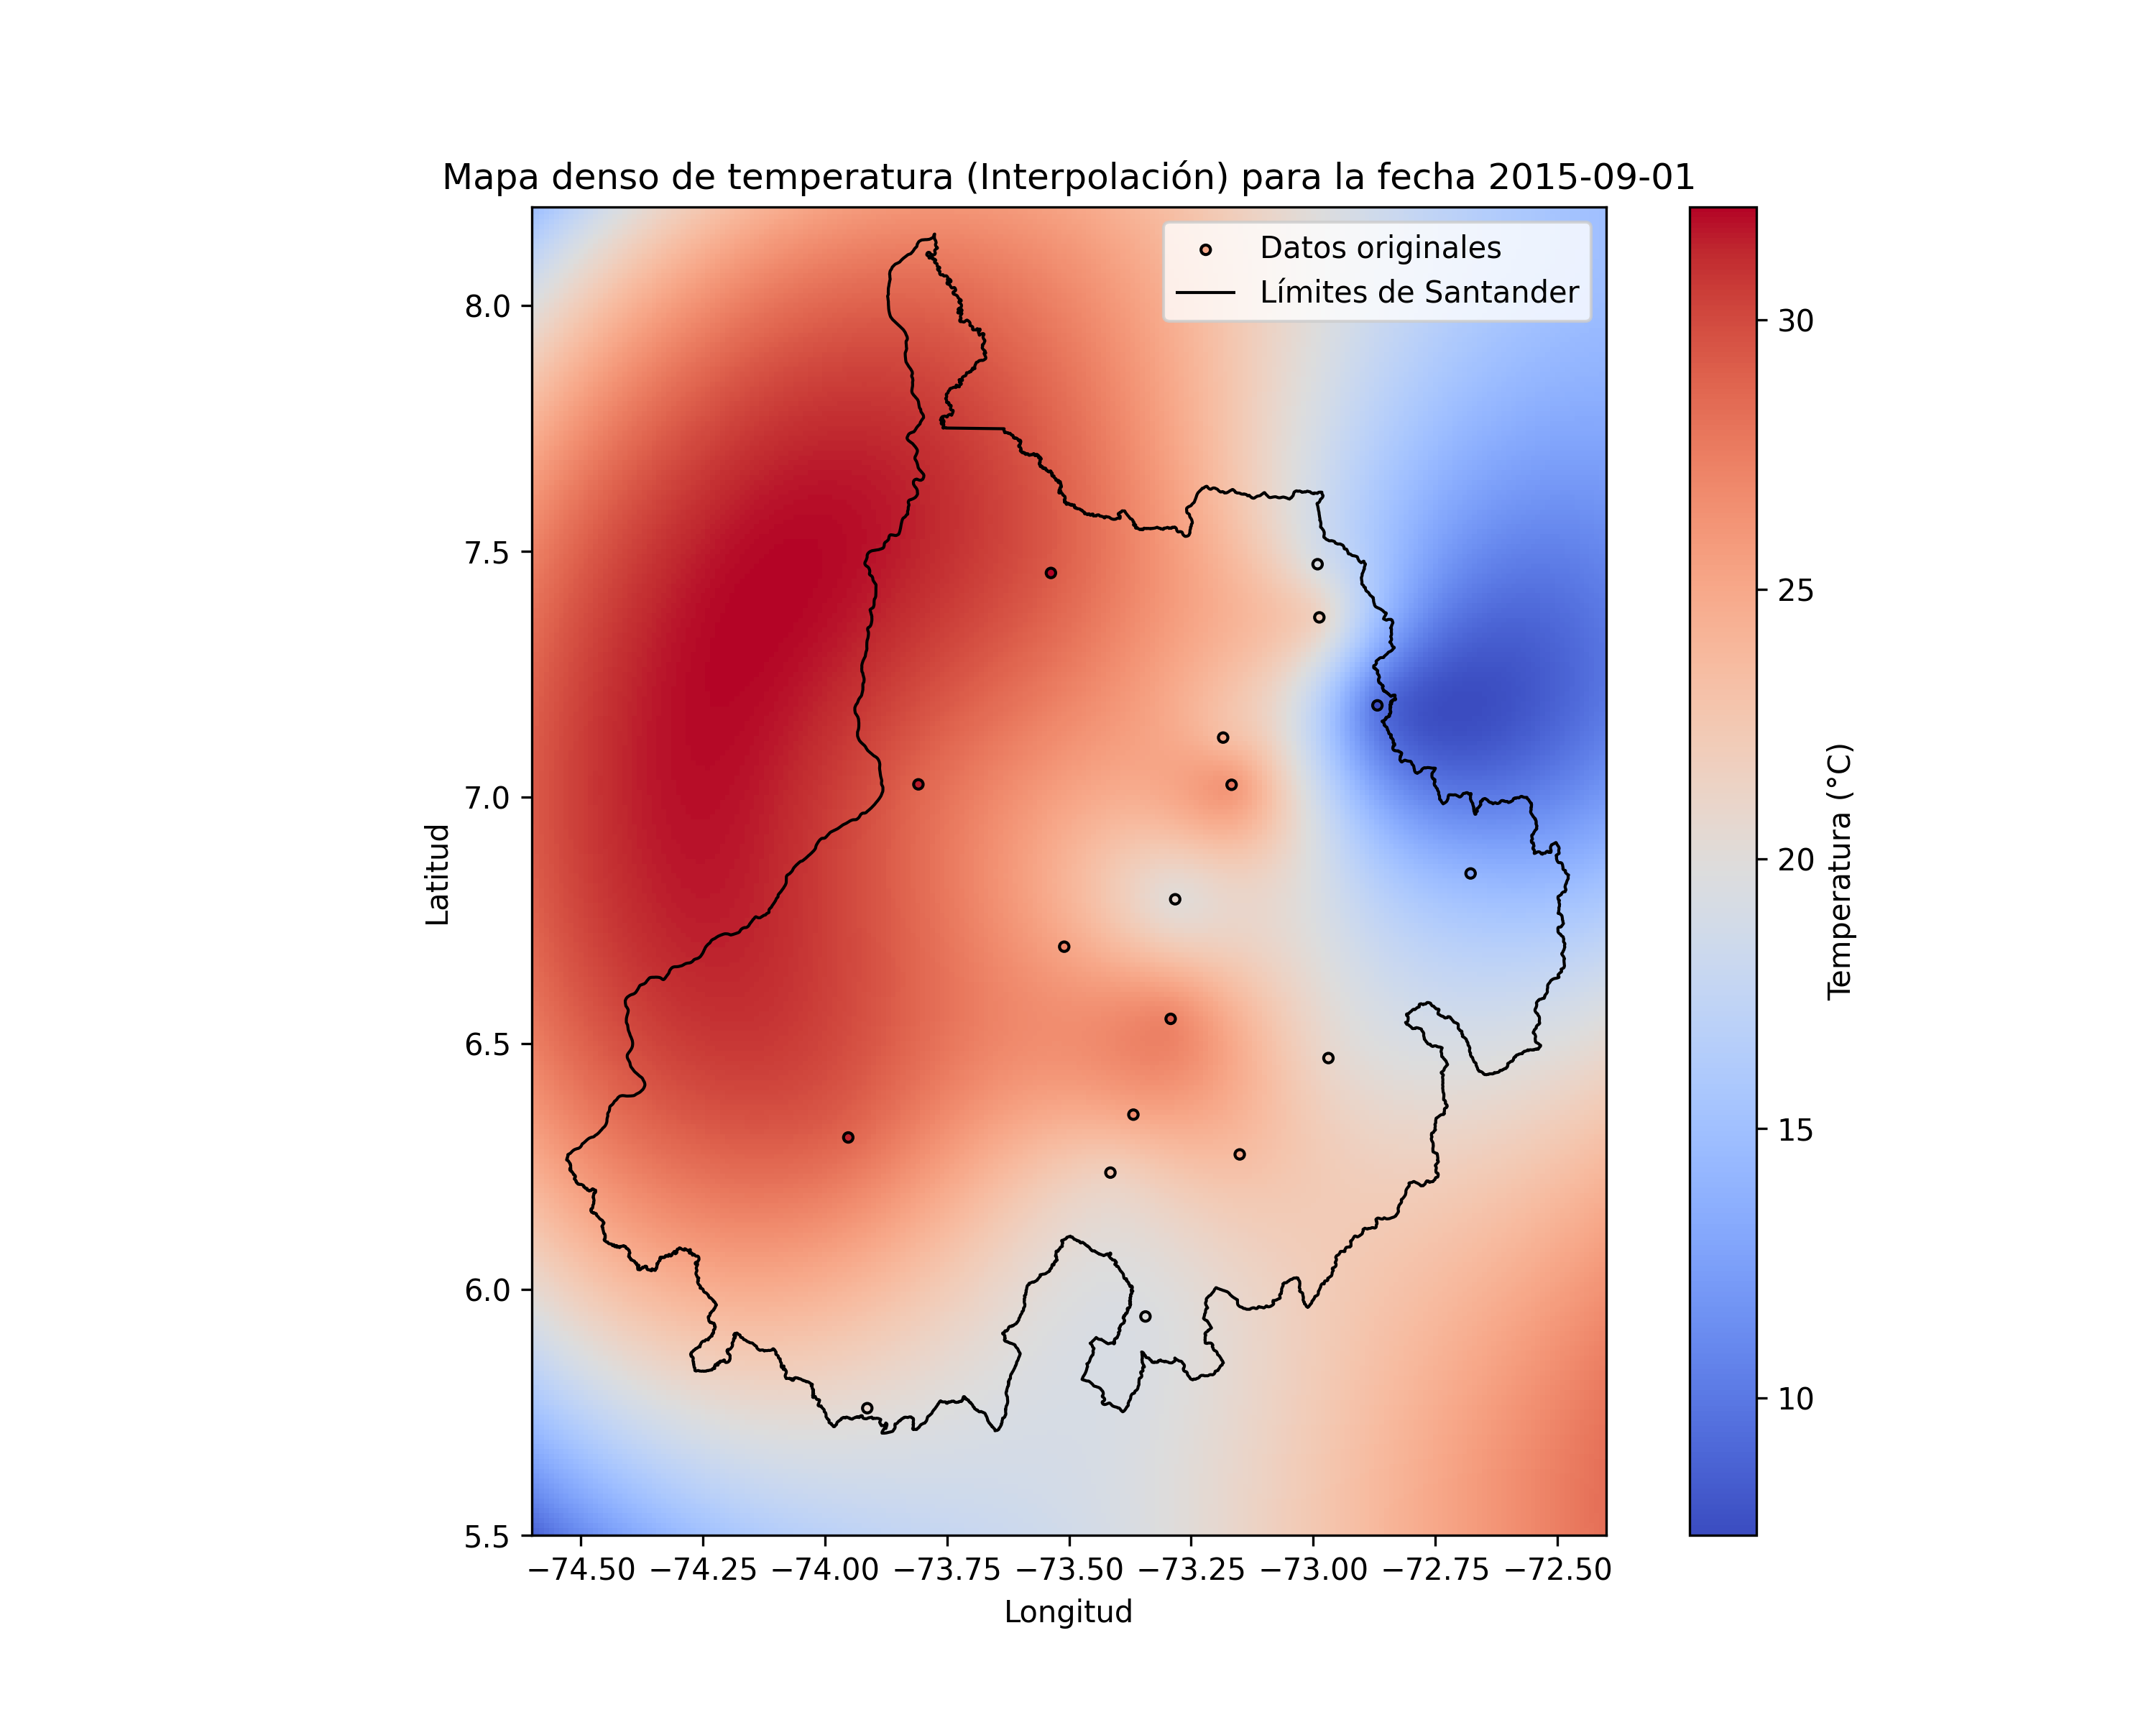 Mapa denso de temperatura (Interpolación) para la fecha 2015-09-01
Datos originales
Límites de Santander
8.0
7.5
7.0
6.5
6.0
5.5
Latitud
−74.50 −74.25 −74.00 −73.75 −73.50 −73.25 −73.00 −72.75 −72.50
Longitud
30
25
20
15
10
Temperatura (°C)